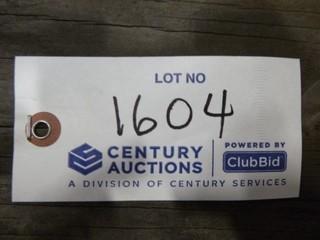 LOT NO
1604
CENTURY AUCTIONS
POWERED BY
ClubBid
A DIVISION OF CENTURY SERVICES